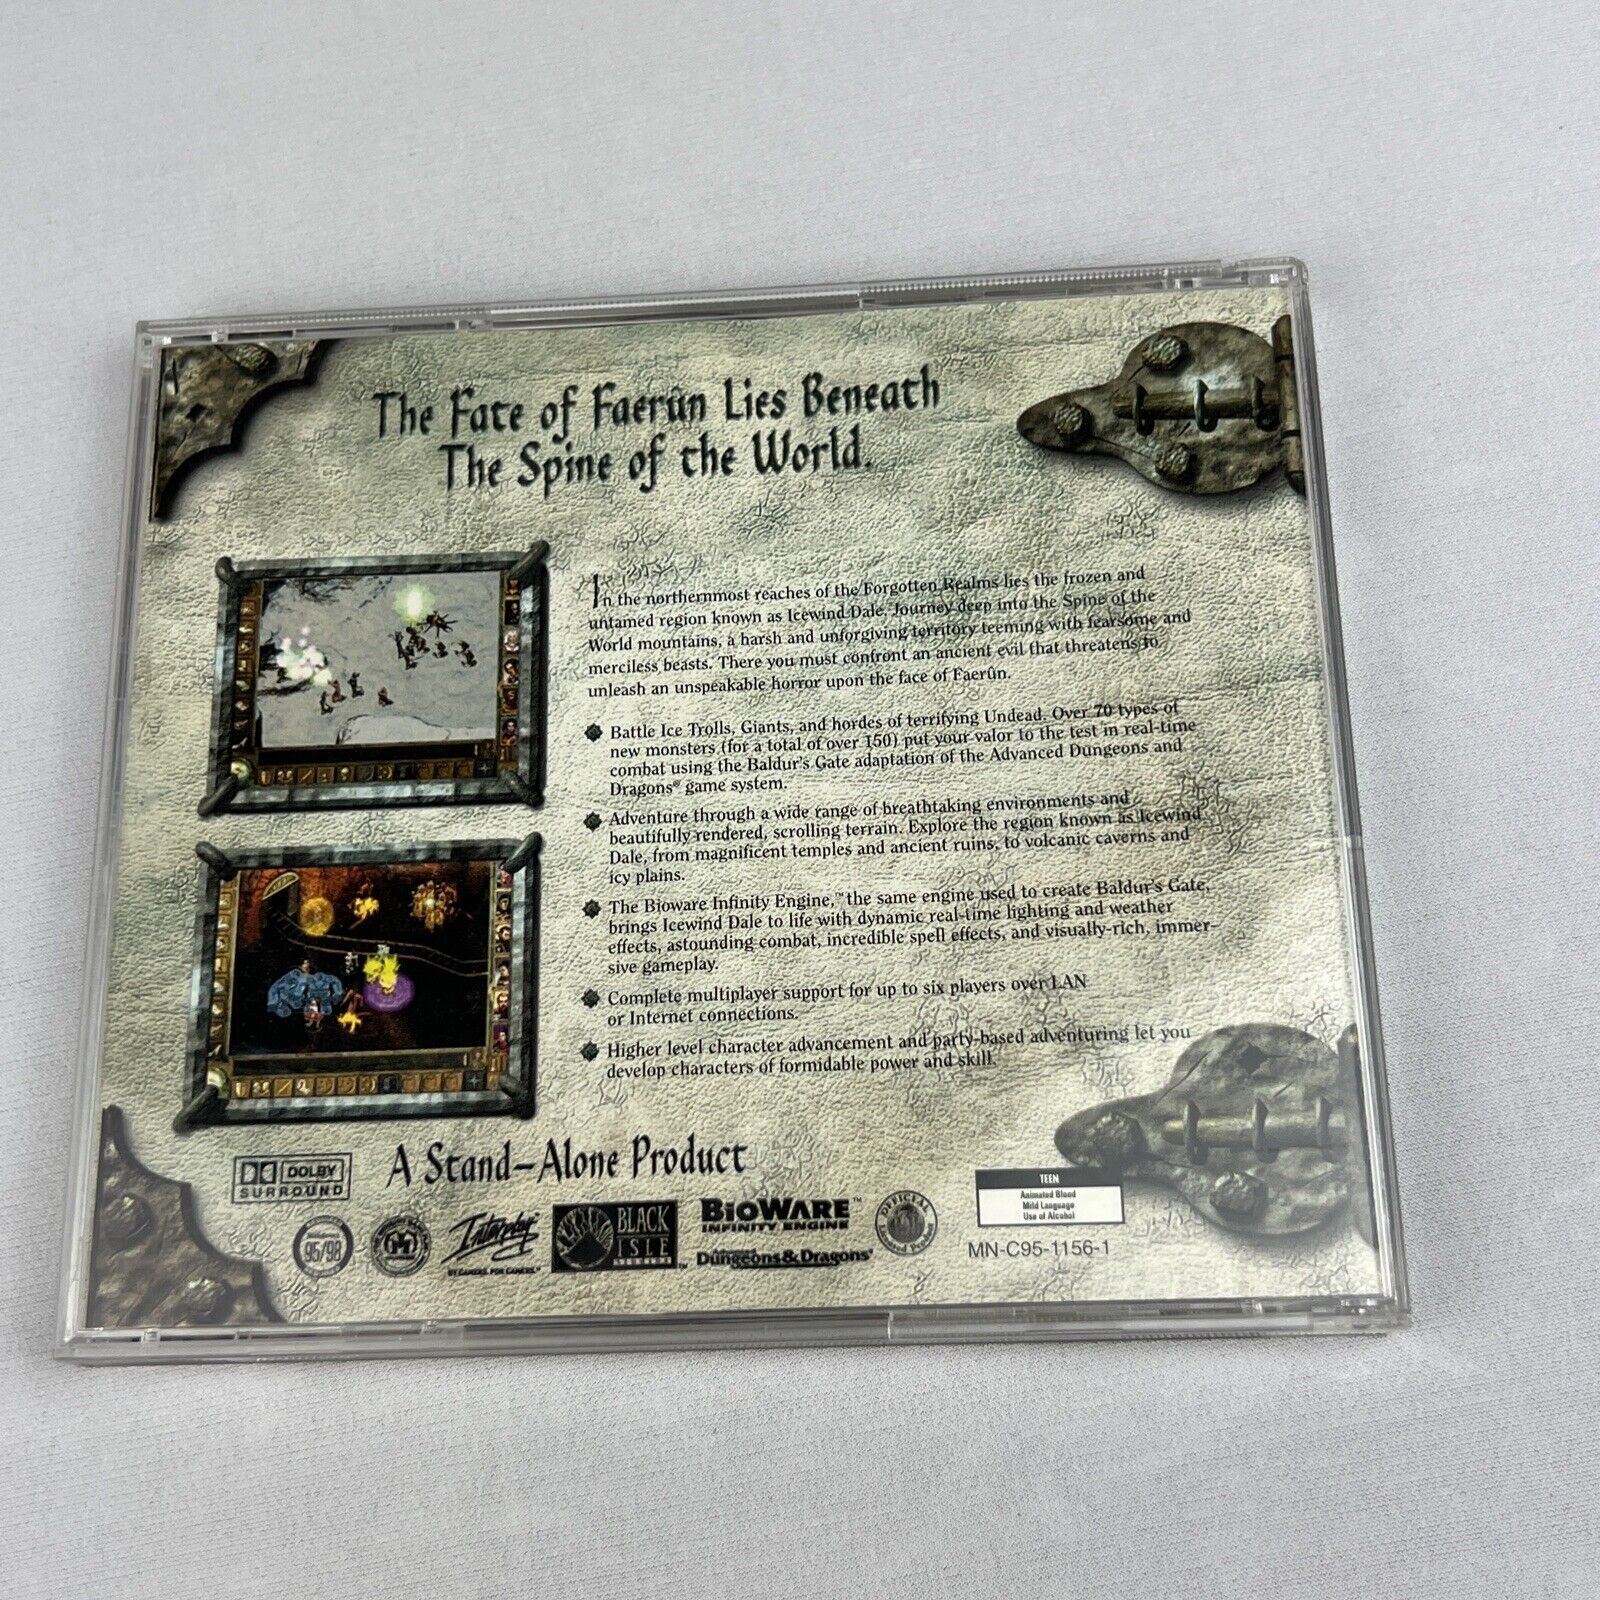 The Fate of Faerûn Lies Beneath
The Spine of the World.
In the northernmost reaches of the Forgotten Realms lies the frozen and
untamed region known as Icewind Dale. Journey deep into the Spine of the
World mountains, a harsh and unforgiving territory teeming with fearsome and
merciless beasts. There you must confront an ancient evil that threatens to
unleash an unspeakable horror upon the face of Faerûn.
Battle Ice Trolls, Giants, and hordes of terrifying Undead. Over 70 types of
new monsters (for a total of over 150) put your valor to the test in real-time
combat using the Baldur's Gate adaptation of the Advanced Dungeons and
Dragons® game system.
Adventure through a wide range of breathtaking environments and
beautifully rendered, scrolling terrain. Explore the region known as Icewind
Dale, from magnificent temples and ancient ruins, to volcanic caverns and
icy plains.
The Bioware Infinity Engine,™ the same engine used to create Baldur's Gate,
brings Icewind Dale to life with dynamic real-time lighting and weather
effects, astounding combat, incredible spell effects, and visually-rich, immer-
sive gameplay.
Complete multiplayer support for up to six players over LAN
or Internet connections.
Higher level character advancement and party-based adventuring let you
develop characters of formidable power and skill.
A Stand-Alone Product
DOLBY
SURROUND
95/98
Interplay™
BY GAMERS. FOR GAMERS.™
BLACK
ISLE
™
BIOWARE™
INFINITY ENGINE
Advanced
Dungeons&Dragons®
OFFICIAL
Product
TEEN
Animated Blood
Mild Language
Use of Alcohol
MN-C95-1156-1